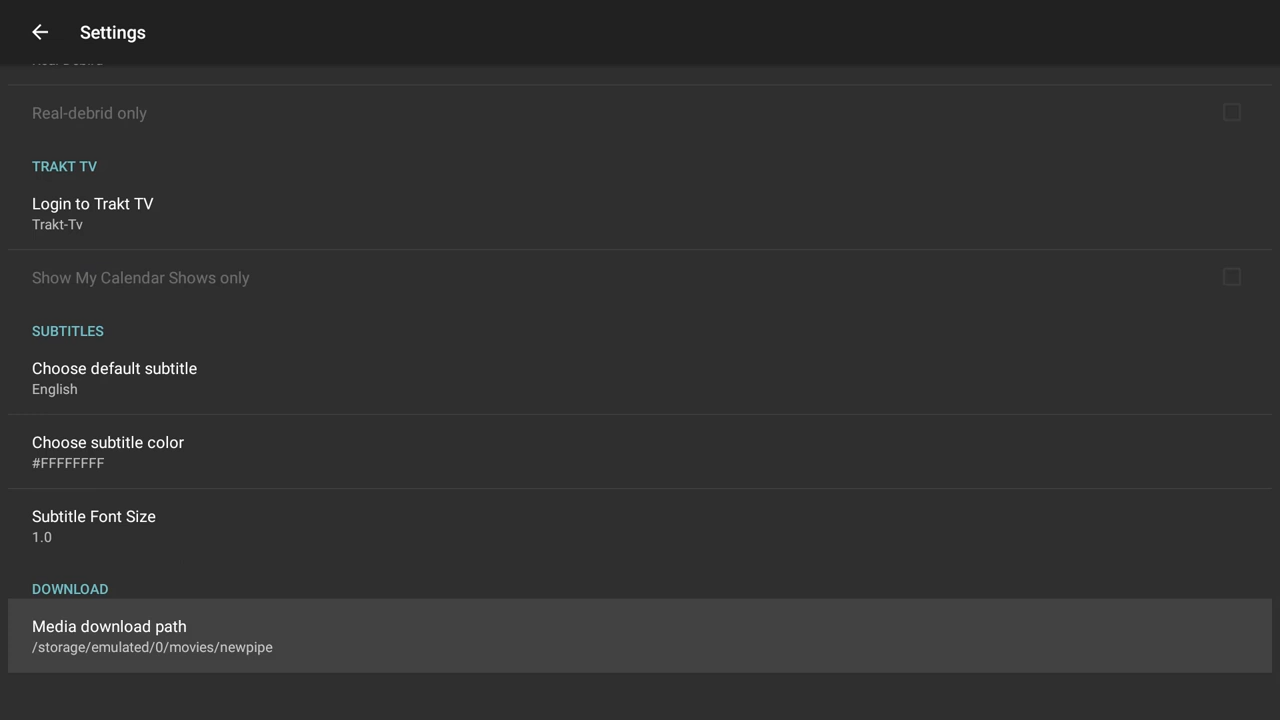 Settings
Real-debrid only
TRAKT TV
Login to Trakt TV
Trakt-Tv
Show My Calendar Shows only
SUBTITLES
Choose default subtitle
English
Choose subtitle color
#FFFFFFFF
Subtitle Font Size
1.0
DOWNLOAD
Media download path
/storage/emulated/0/movies/newpipe